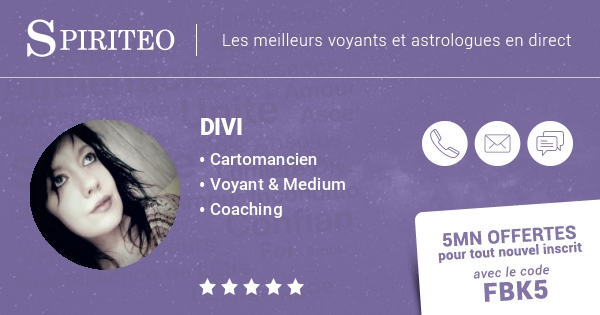 SPIRITEO
Les meilleurs voyants et astrologues en direct
DIVI
• Cartomancien
• Voyant & Medium
• Coaching
5MN OFFERTES
pour tout nouvel inscrit
avec le code
FBK5